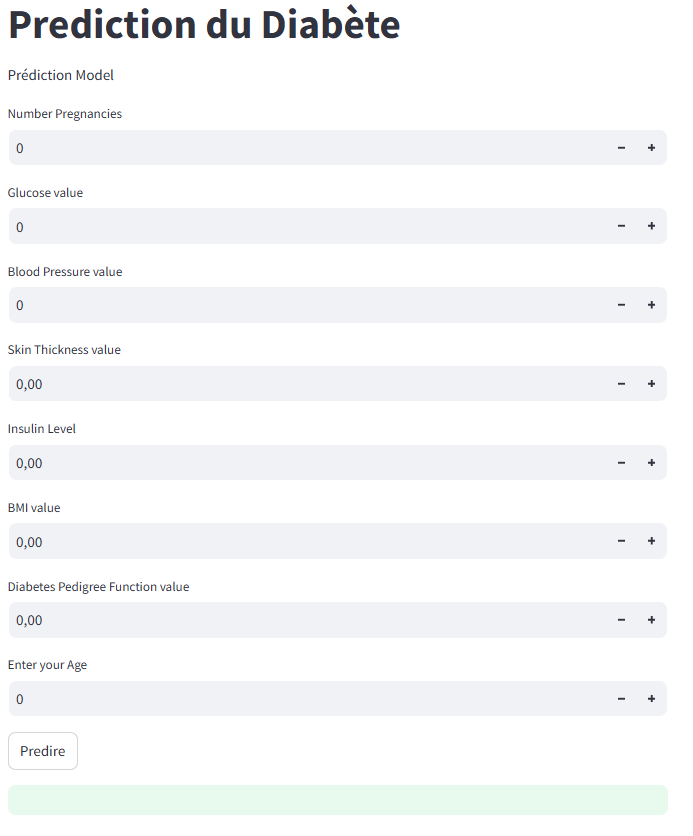 Prediction du Diabète
Prédiction Model
Number Pregnancies
0
Glucose value
0
Blood Pressure value
0
Skin Thickness value
0,00
Insulin Level
0,00
BMI value
0,00
Diabetes Pedigree Function value
0,00
Enter your Age
0
Predire